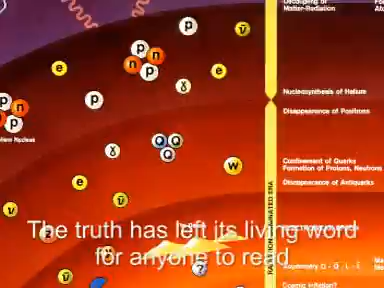 Decoupling of
Matter-Radiation
p
ν̄
p
n
n
p
e
e
p
γ
Nucleosynthesis of Helium
Disappearance of Positrons
n
p
Helium Nucleus
γ
Q
Q
Q
w
Confinement of Quarks
Formation of Protons, Neutrons
Disappearance of Antiquarks
e
ν̄
ν
RADIATION DOMINATED ERA
The truth has left its living word
for anyone to read
Asymmetry
Cosmic Inflation?
?
e
ν̄